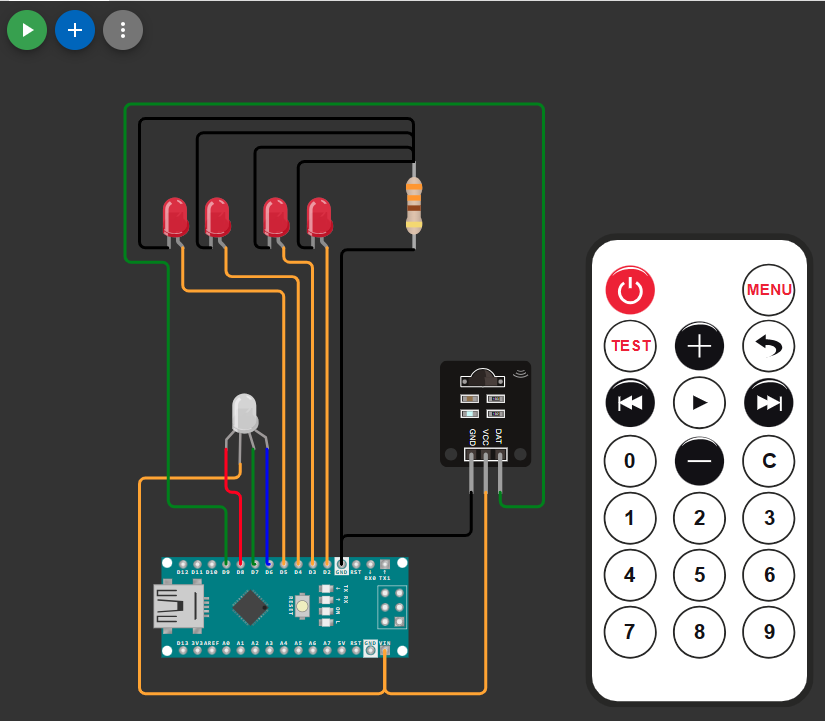 MENU
TEST
GND VCC DAT
0 C
1 2 3
4 5 6
7 8 9
D12 D11 D10 D9 D8 D7 D6 D5 D4 D3 D2 GND RST
RX0 TX1
RESET
TX RX
ON L
D13 3V3 AREF A0 A1 A2 A3 A4 A5 A6 A7 5V RST GND VIN